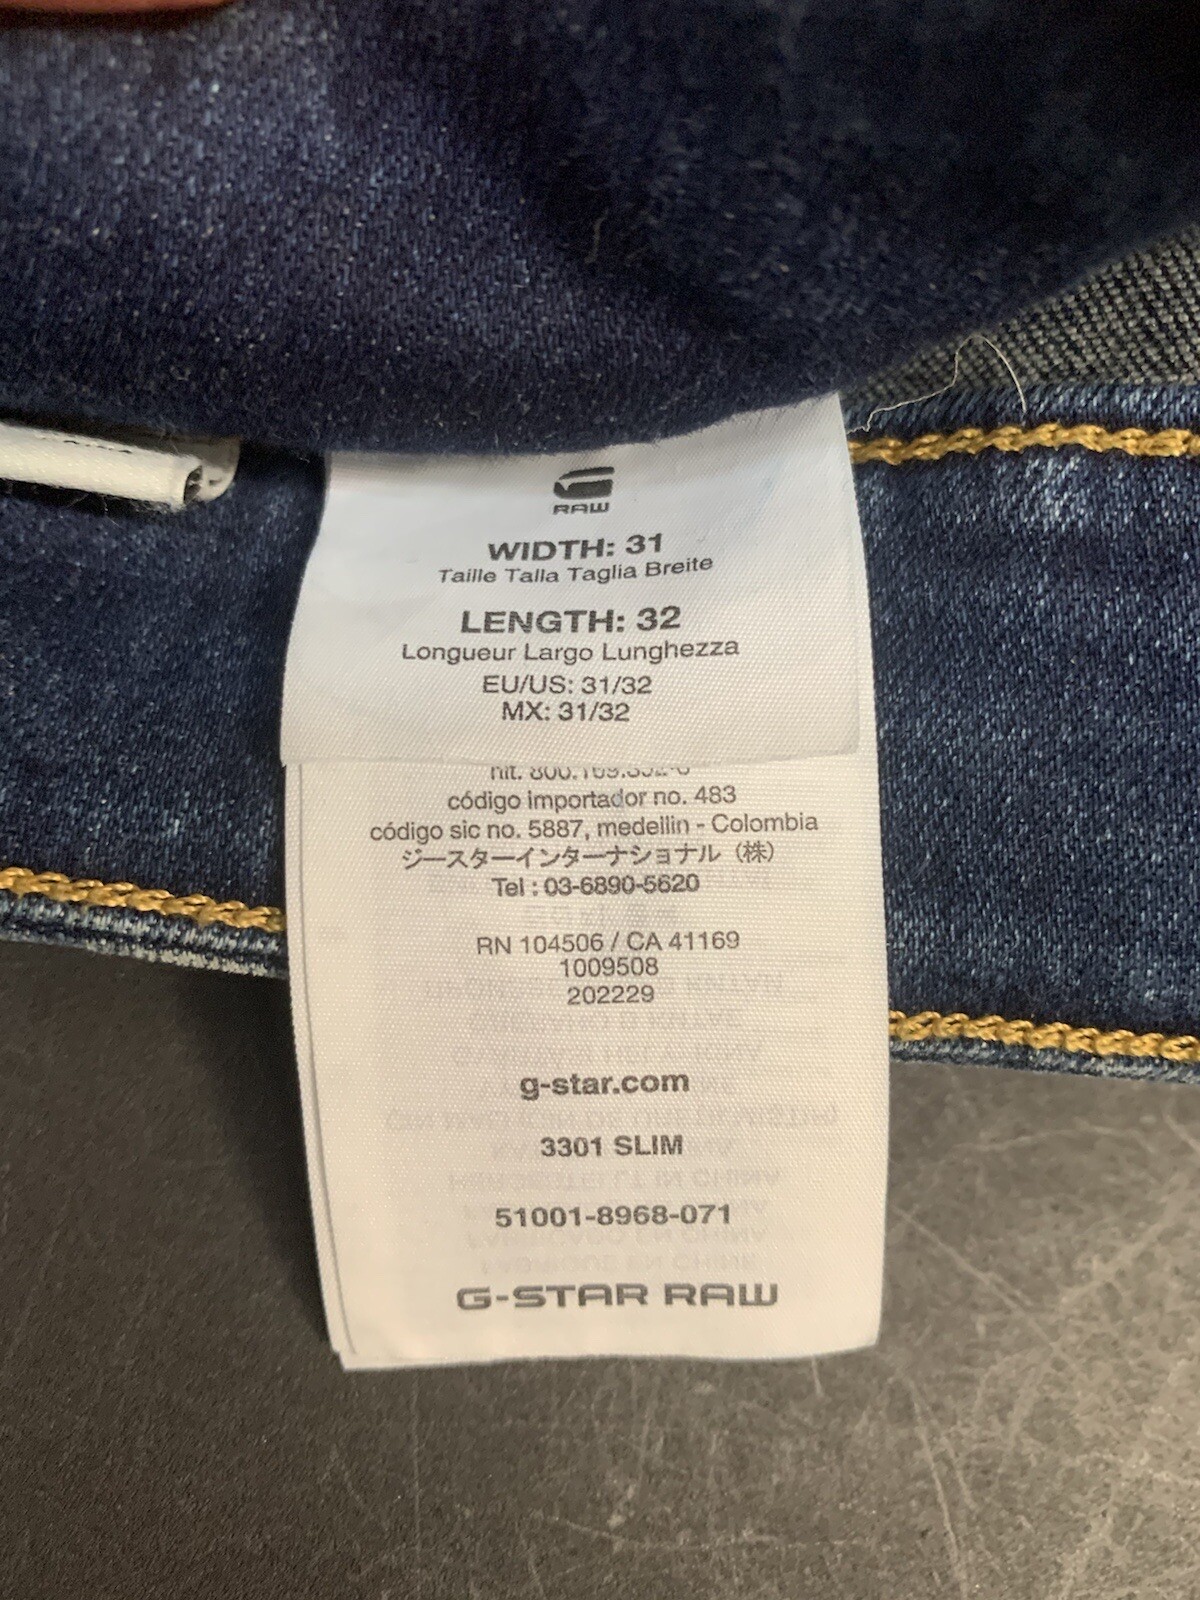 RAW
WIDTH: 31
Taille Talla Taglia Breite
LENGTH: 32
Longueur Largo Lunghezza
EU/US: 31/32
MX: 31/32
nit.
código importador no. 483
código sic no. 5887, medellin - Colombia
ジースターインターナショナル（株）
Tel : 03-6890-5620
RN 104506 / CA 41169
1009508
202229
g-star.com
3301 SLIM
51001-8968-071
G-STAR RAW